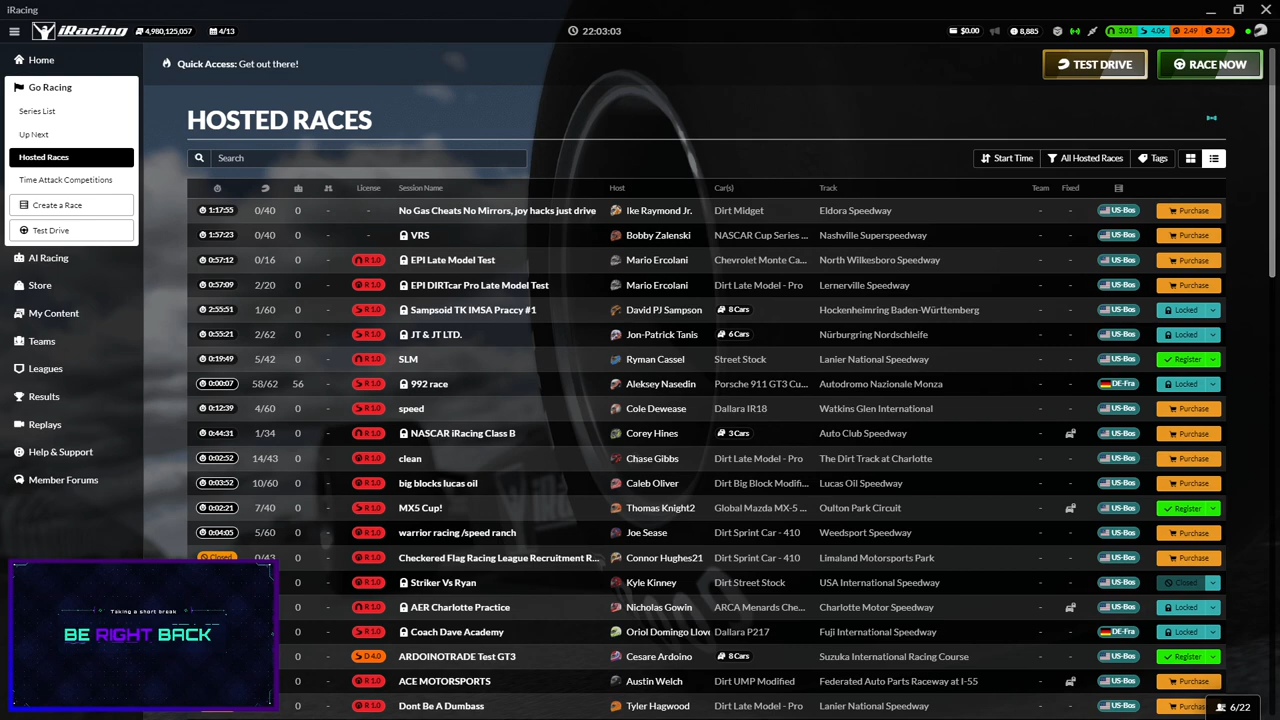 iRacing
iRacing 4,980,125,057 4/13 22:03:03 $0.00 8,885 3.01 4.06 2.49 2.51
Home
Quick Access: Get out there! TEST DRIVE RACE NOW
Go Racing
Series List
Up Next
Hosted Races
Time Attack Competitions
Create a Race
Test Drive
AI Racing
Store
My Content
Teams
Leagues
Results
Replays
Help & Support
Member Forums
HOSTED RACES
Search Start Time All Hosted Races Tags
License Session Name Host Car(s) Track Team Fixed
1:17:55 0/40 0 - - No Gas Cheats No Mirrors, joy hacks just drive Ike Raymond Jr. Dirt Midget Eldora Speedway - - US-Bos Purchase
1:57:23 0/40 0 - - VRS Bobby Zalenski NASCAR Cup Series ... Nashville Superspeedway - - US-Bos Purchase
0:57:12 0/16 0 - R 1.0 EPI Late Model Test Mario Ercolani Chevrolet Monte Ca... North Wilkesboro Speedway - - US-Bos Purchase
0:57:09 2/20 0 - R 1.0 EPI DIRTcar Pro Late Model Test Mario Ercolani Dirt Late Model - Pro Lernerville Speedway - - US-Bos Purchase
2:55:51 1/60 0 - R 1.0 Sampsoid TK IMSA Praccy #1 David PJ Sampson 8 Cars Hockenheimring Baden-Württemberg - - US-Bos Locked
0:55:21 2/62 0 - R 1.0 JT & JT LTD. Jon-Patrick Tanis 6 Cars Nürburgring Nordschleife - - US-Bos Locked
0:19:49 5/42 0 - R 1.0 SLM Ryman Cassel Street Stock Lanier National Speedway - - US-Bos Register
0:00:07 58/62 56 - R 1.0 992 race Aleksey Nasedin Porsche 911 GT3 Cu... Autodromo Nazionale Monza - - DE-Fra Locked
0:12:39 4/60 0 - R 1.0 speed Cole Dewease Dallara IR18 Watkins Glen International - - US-Bos Purchase
0:44:31 1/34 0 - R 1.0 NASCAR iRacing Class B Corey Hines 3 Cars Auto Club Speedway - US-Bos Purchase
0:02:52 14/43 0 - R 1.0 clean Chase Gibbs Dirt Late Model - Pro The Dirt Track at Charlotte - - US-Bos Purchase
0:03:52 10/60 0 - R 1.0 big blocks lucas oil Caleb Oliver Dirt Big Block Modifi... Lucas Oil Speedway - - US-Bos Purchase
0:02:21 7/40 0 - R 1.0 MX5 Cup! Thomas Knight2 Global Mazda MX-5 ... Oulton Park Circuit - US-Bos Register
0:04:05 5/60 0 - R 1.0 warrior racing /spern ranch Joe Sease Dirt Sprint Car - 410 Weedsport Speedway - - US-Bos Purchase
Closed 0/43 0 - R 1.0 Checkered Flag Racing League Recruitment R... Connor Hughes21 Dirt Sprint Car - 410 Limaland Motorsports Park - - US-Bos Purchase
R 1.0 Striker Vs Ryan Kyle Kinney Dirt Street Stock USA International Speedway - - US-Bos Closed
0 - R 1.0 AER Charlotte Practice Nicholas Gowin ARCA Menards Che... Charlotte Motor Speedway - US-Bos Locked
0 - R 1.0 Coach Dave Academy Oriol Domingo Llove Dallara P217 Fuji International Speedway - - DE-Fra Locked
0 - D 4.0 ARDOINOTRADE Test GT3 Cesare Ardoino 8 Cars Suzuka International Racing Course - US-Bos Register
0 - R 1.0 ACE MOTORSPORTS Austin Welch Dirt UMP Modified Federated Auto Parts Raceway at I-55 - US-Bos Purchase
0 - R 1.0 Dont Be A Dumbass Tyler Hagwood Dirt Late Model - Pro Lanier National Speedway - - US-Bos
Taking a short break
BE RIGHT BACK
6/22